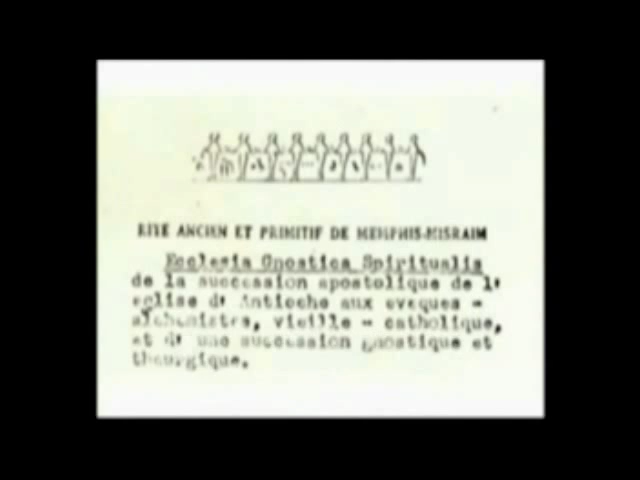 RITE ANCIEN ET PRIMITIF DE MEMPHIS-MISRAIM
Ecclesia Gnostica Spiritualis
de la succession apostolique de l'
eglise d' Antioche aux eveques -
alchemistre, vieille - catholique,
et d' une succession gnostique et
theurgique.